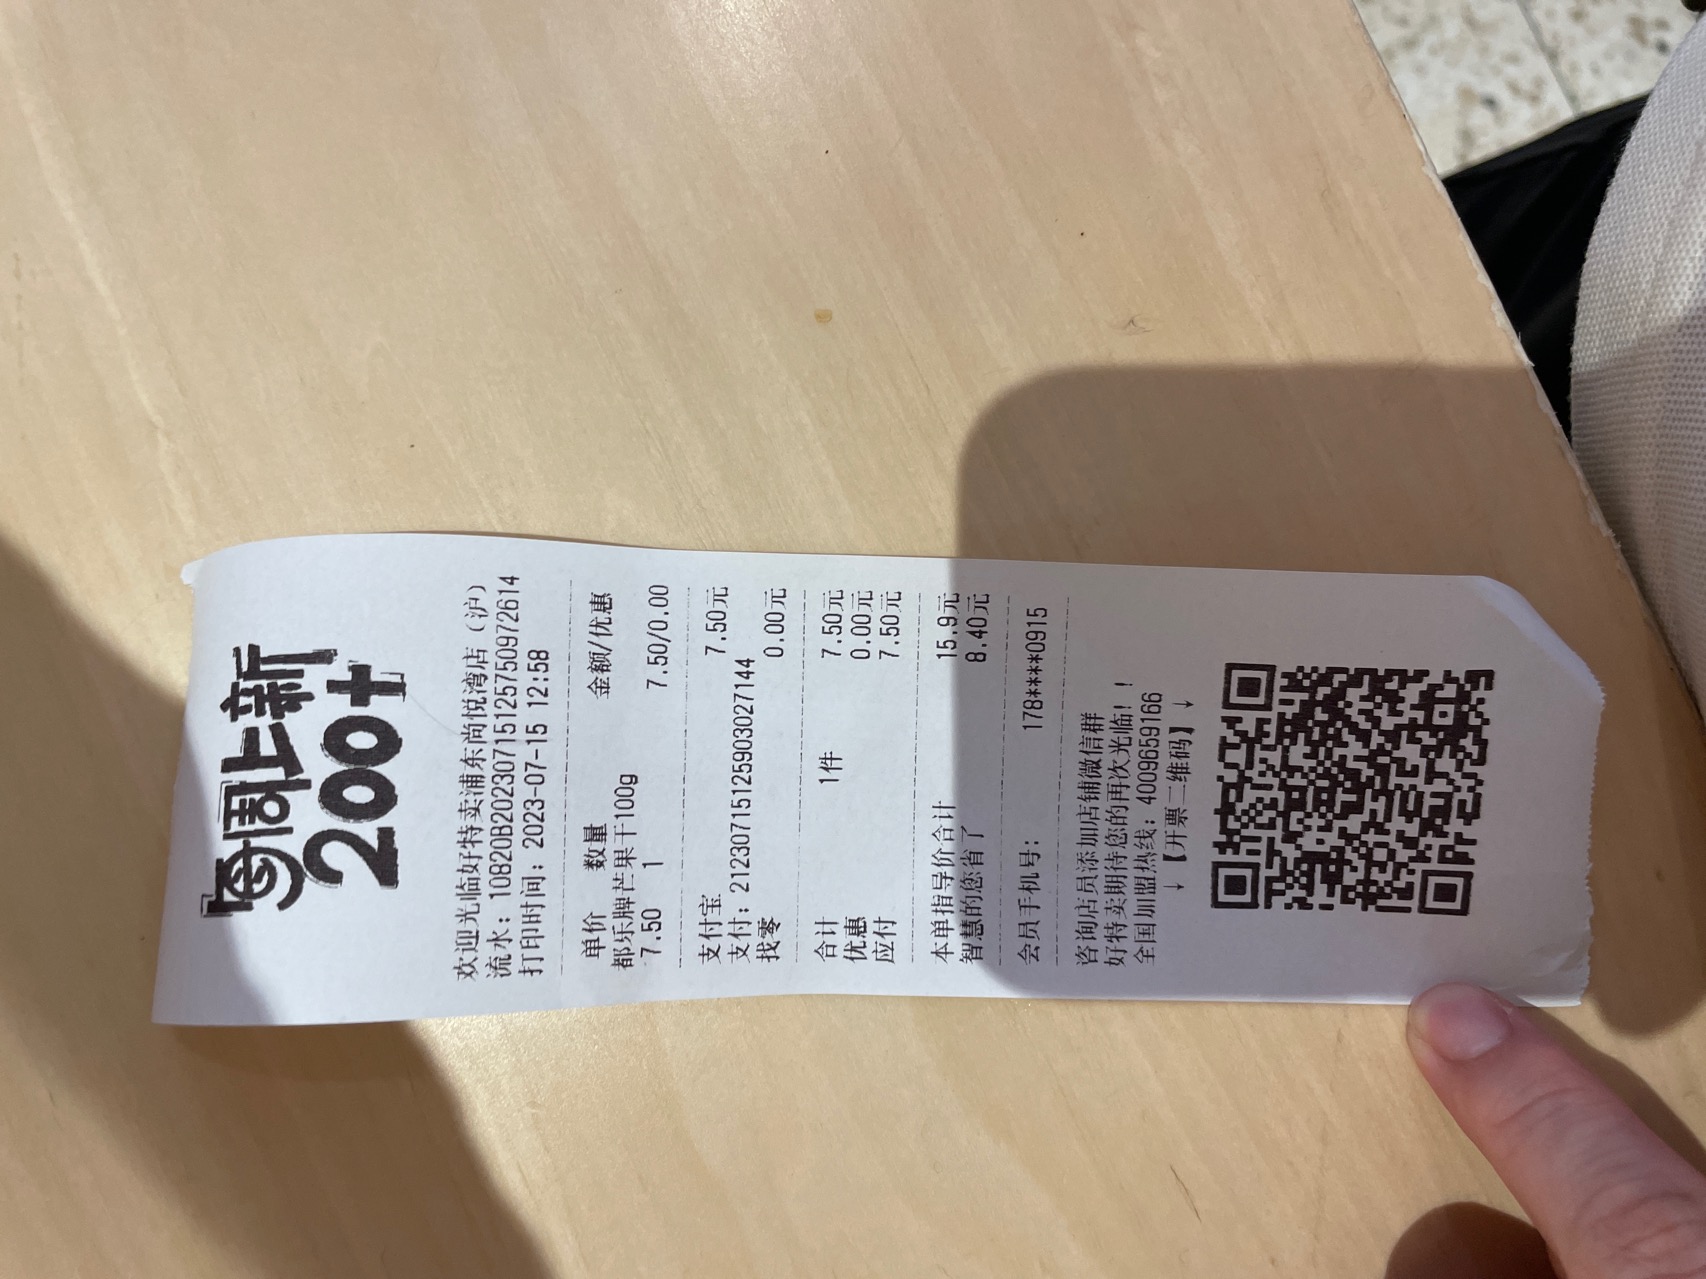 每周上新
200+
欢迎光临好特卖浦东尚悦湾店（沪）
流水：10820B2023071512575097​2614
打印时间：2023-07-15 12:58
单价 数量 金额/优惠
都乐牌芒果干100g
7.50 1 7.50/0.00
支付宝 7.50元
支付：21230715125903027144
找零 0.00元
合计 1件 7.50元
优惠 0.00元
应付 7.50元
本单指导价合计 15.9元
智慧的您省了 8.40元
会员手机号： 178****0915
咨询店员添加店铺微信群
好特卖期待您的再次光临！！
全国加盟热线：4009659166
↓【开票二维码】↓